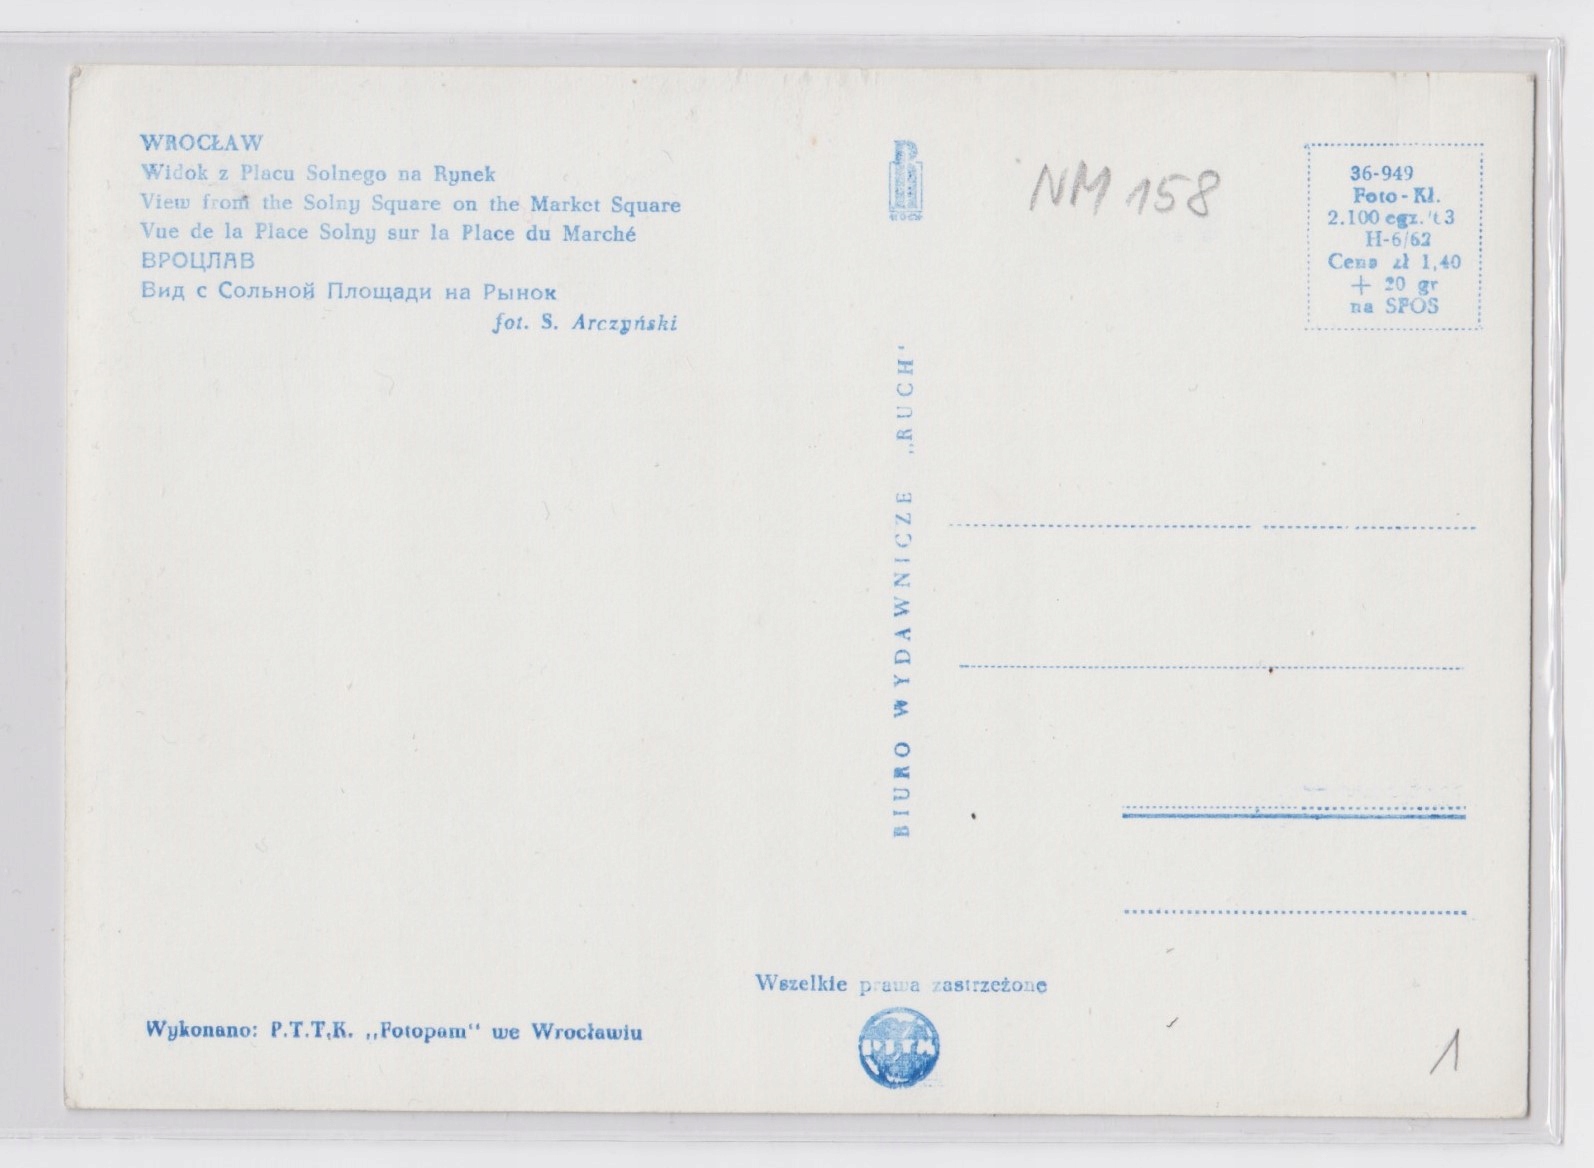 WROCŁAW
Widok z Placu Solnego na Rynek
View from the Solny Square on the Market Square
Vue de la Place Solny sur la Place du Marché
ВРОЦЛАВ
Вид с Сольной Площади на Рынок
fot. S. Arczyński
NM 158
36-949
Foto-Kł.
2.100 egz. t3
H-6/62
Cena zł 1,40
+ 20 gr
na SPOS
BIURO WYDAWNICZE „RUCH"
Wszelkie prawa zastrzeżone
Wykonano: P.T.T.K. „Fotopam" we Wrocławiu
PTTK
1